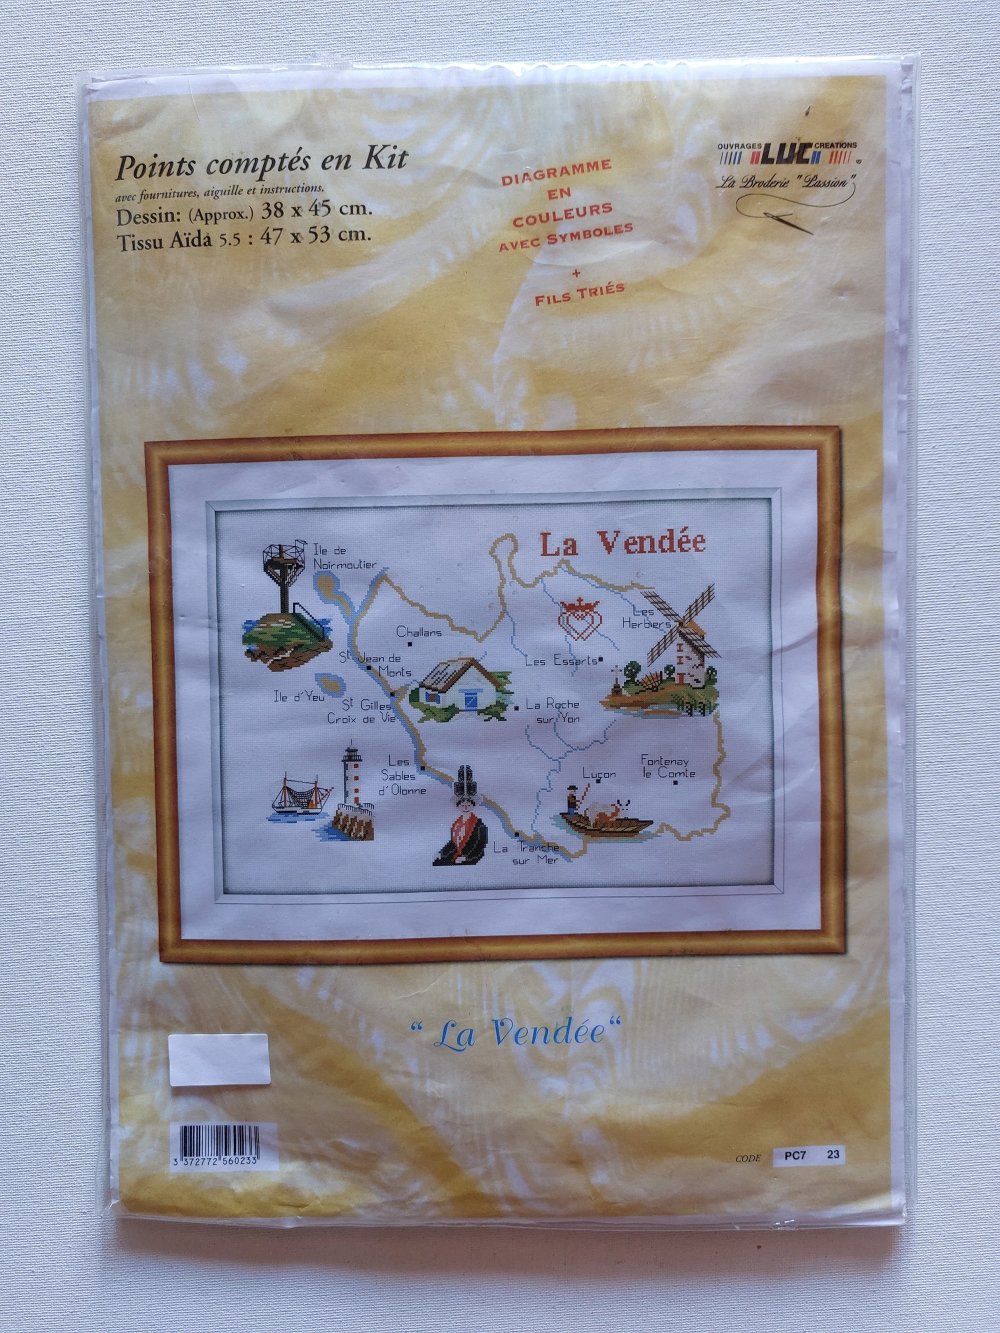 Points comptés en Kit
avec fournitures, aiguille et instructions,
Dessin: (Approx.) 38 x 45 cm.
Tissu Aïda 5.5 : 47 x 53 cm.
DIAGRAMME
EN
COULEURS
AVEC SYMBOLES
+
FILS TRIÉS
OUVRAGES LUC CREATIONS
La Broderie "Passion"
La Vendée
Ile de
Noirmoutier
Challans
St Jean de
Monts
Ile d'Yeu
St Gilles
Croix de Vie
Les
Herbiers
Les Essarts
La Roche
sur Yon
Les
Sables
d'Olonne
Luçon
Fontenay
le Comte
La Tranche
sur Mer
“ La Vendée“
3 372772 560233
CODE PC7 23